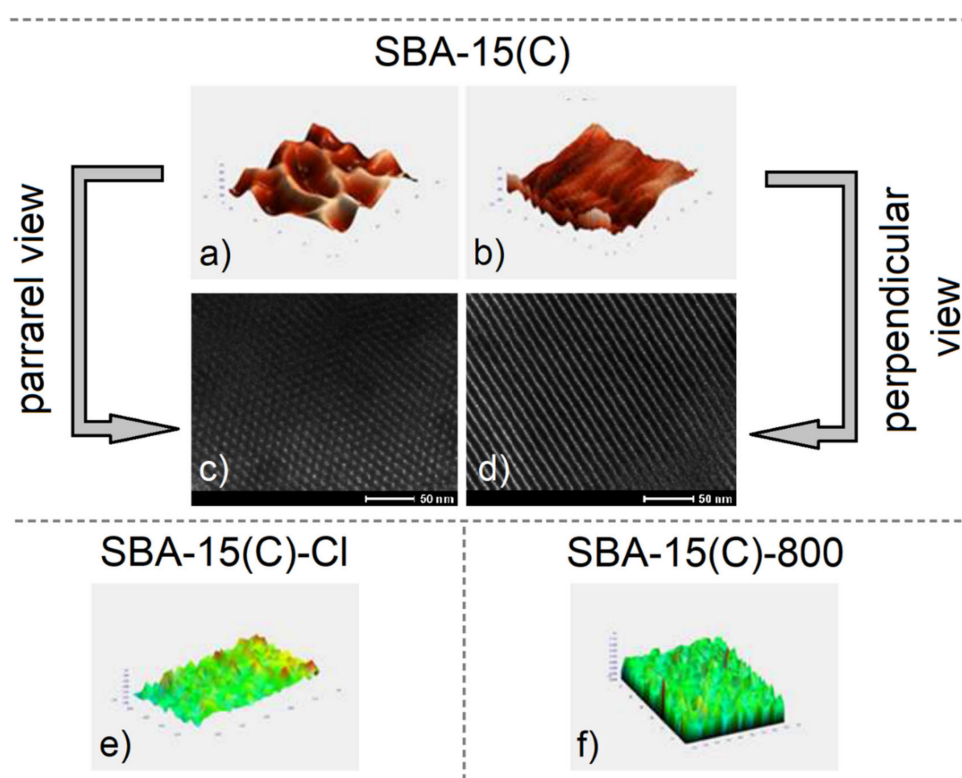 SBA-15(C)
parrarel view
a)
b)
perpendicular
view
c)
50 nm
d)
50 nm
SBA-15(C)-Cl
SBA-15(C)-800
e)
f)